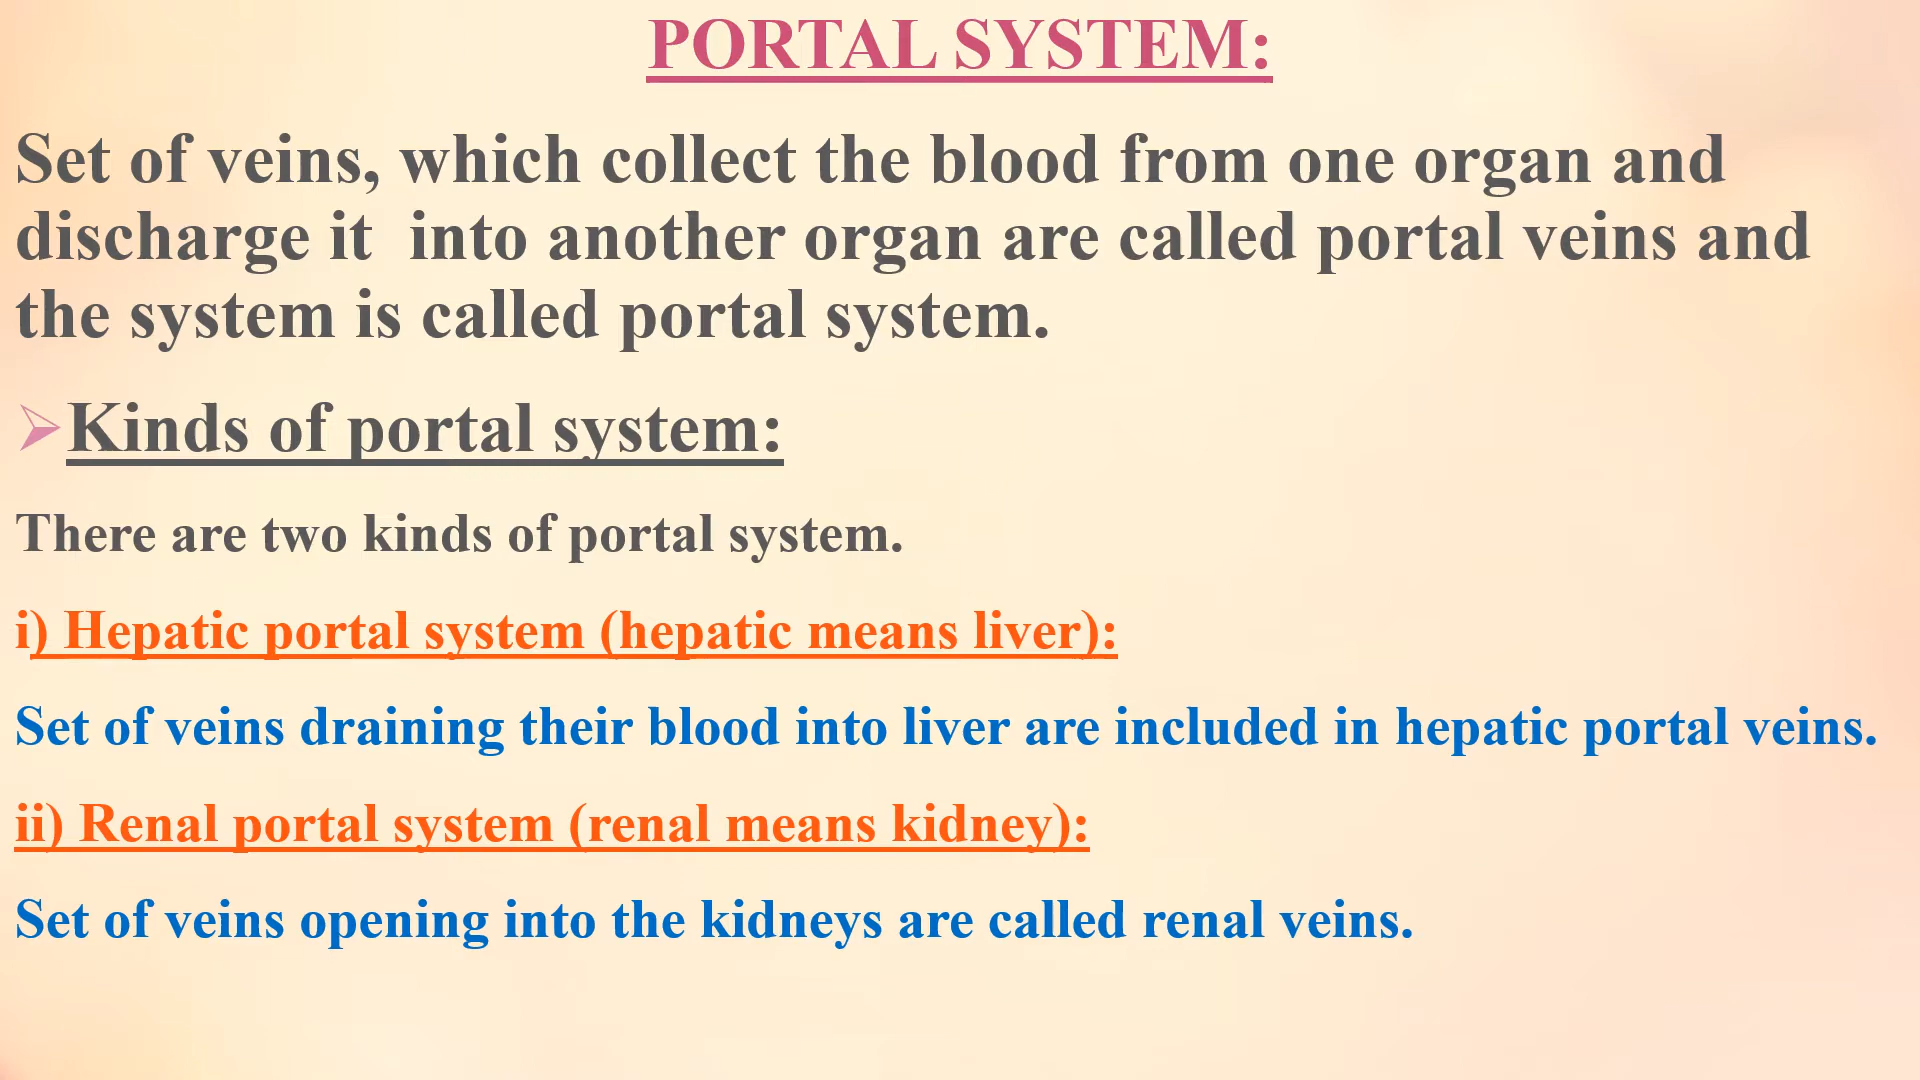 PORTAL SYSTEM:
Set of veins, which collect the blood from one organ and
discharge it  into another organ are called portal veins and
the system is called portal system.
Kinds of portal system:
There are two kinds of portal system.
i) Hepatic portal system (hepatic means liver):
Set of veins draining their blood into liver are included in hepatic portal veins.
ii) Renal portal system (renal means kidney):
Set of veins opening into the kidneys are called renal veins.